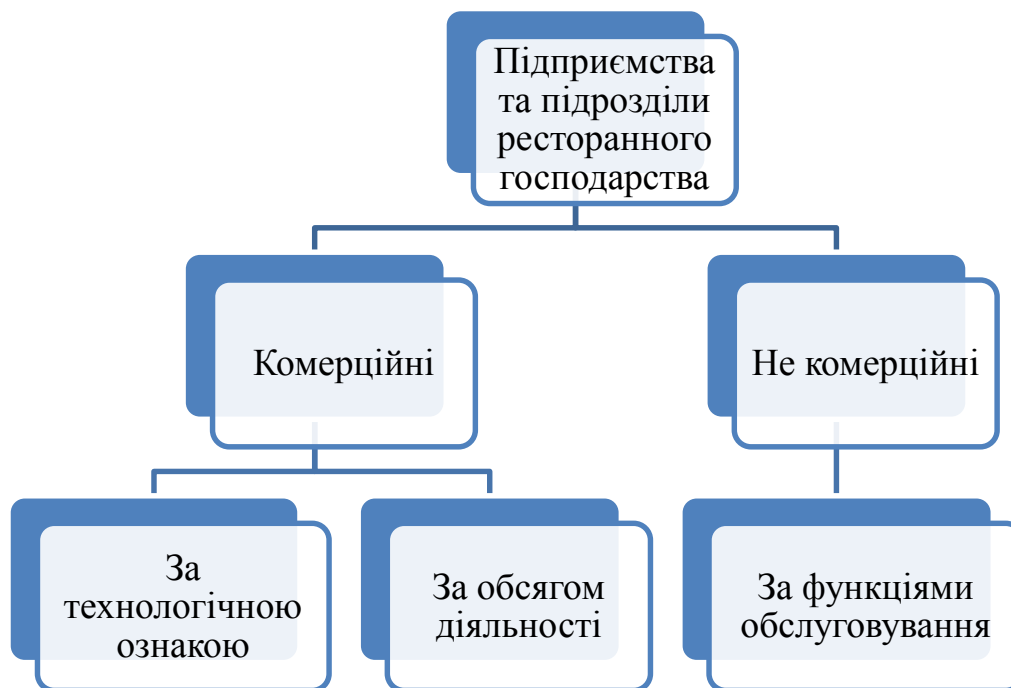 Підприємства
та підрозділи
ресторанного
господарства
Комерційні
Не комерційні
За
технологічною
ознакою
За обсягом
діяльності
За функціями
обслуговування